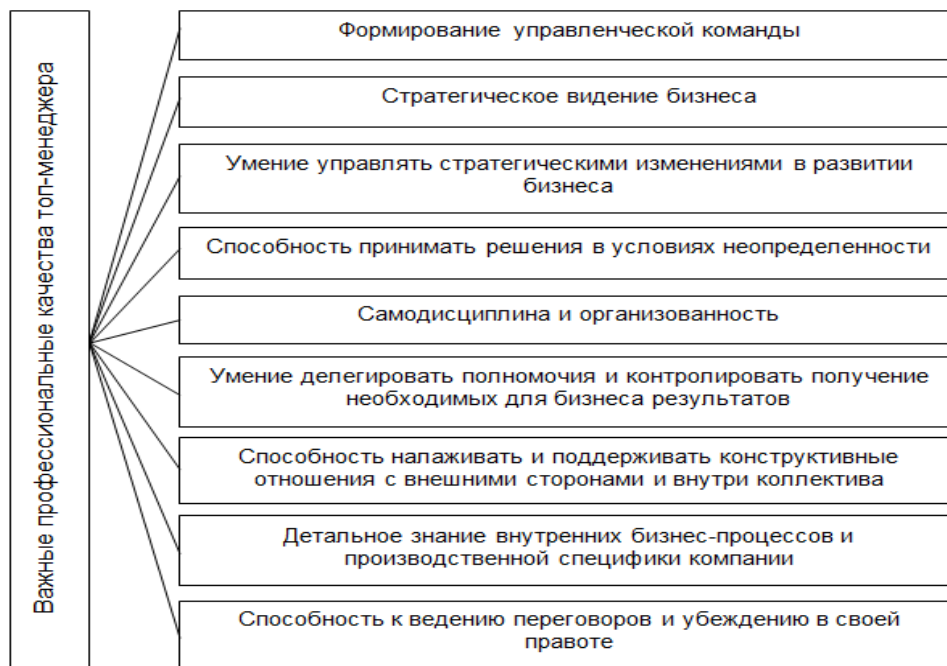 Важные профессиональные качества топ-менеджера
Формирование управленческой команды
Стратегическое видение бизнеса
Умение управлять стратегическими изменениями в развитии
бизнеса
Способность принимать решения в условиях неопределенности
Самодисциплина и организованность
Умение делегировать полномочия и контролировать получение
необходимых для бизнеса результатов
Способность налаживать и поддерживать конструктивные
отношения с внешними сторонами и внутри коллектива
Детальное знание внутренних бизнес-процессов и
производственной специфики компании
Способность к ведению переговоров и убеждению в своей
правоте